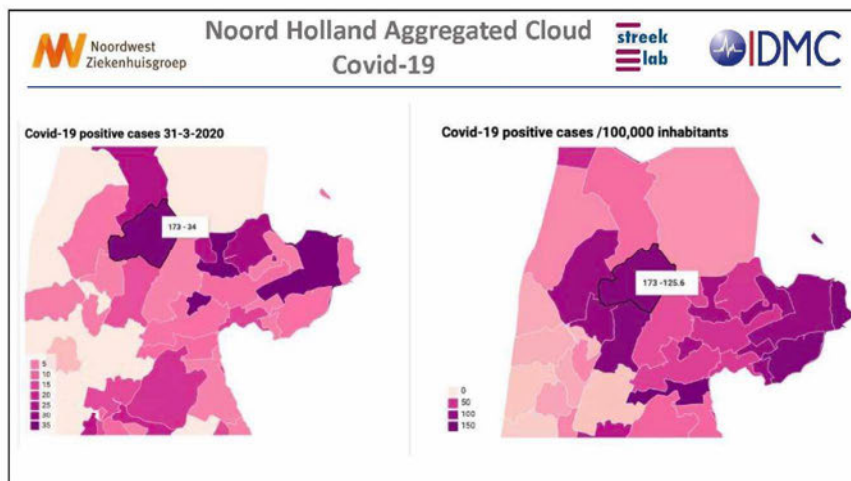 Noordwest
Ziekenhuisgroep
Noord Holland Aggregated Cloud
Covid-19
streek
lab
IDMC
Covid-19 positive cases 31-3-2020
173 - 34
5
10
15
20
25
30
35
Covid-19 positive cases /100,000 inhabitants
173 -125.6
0
50
100
150